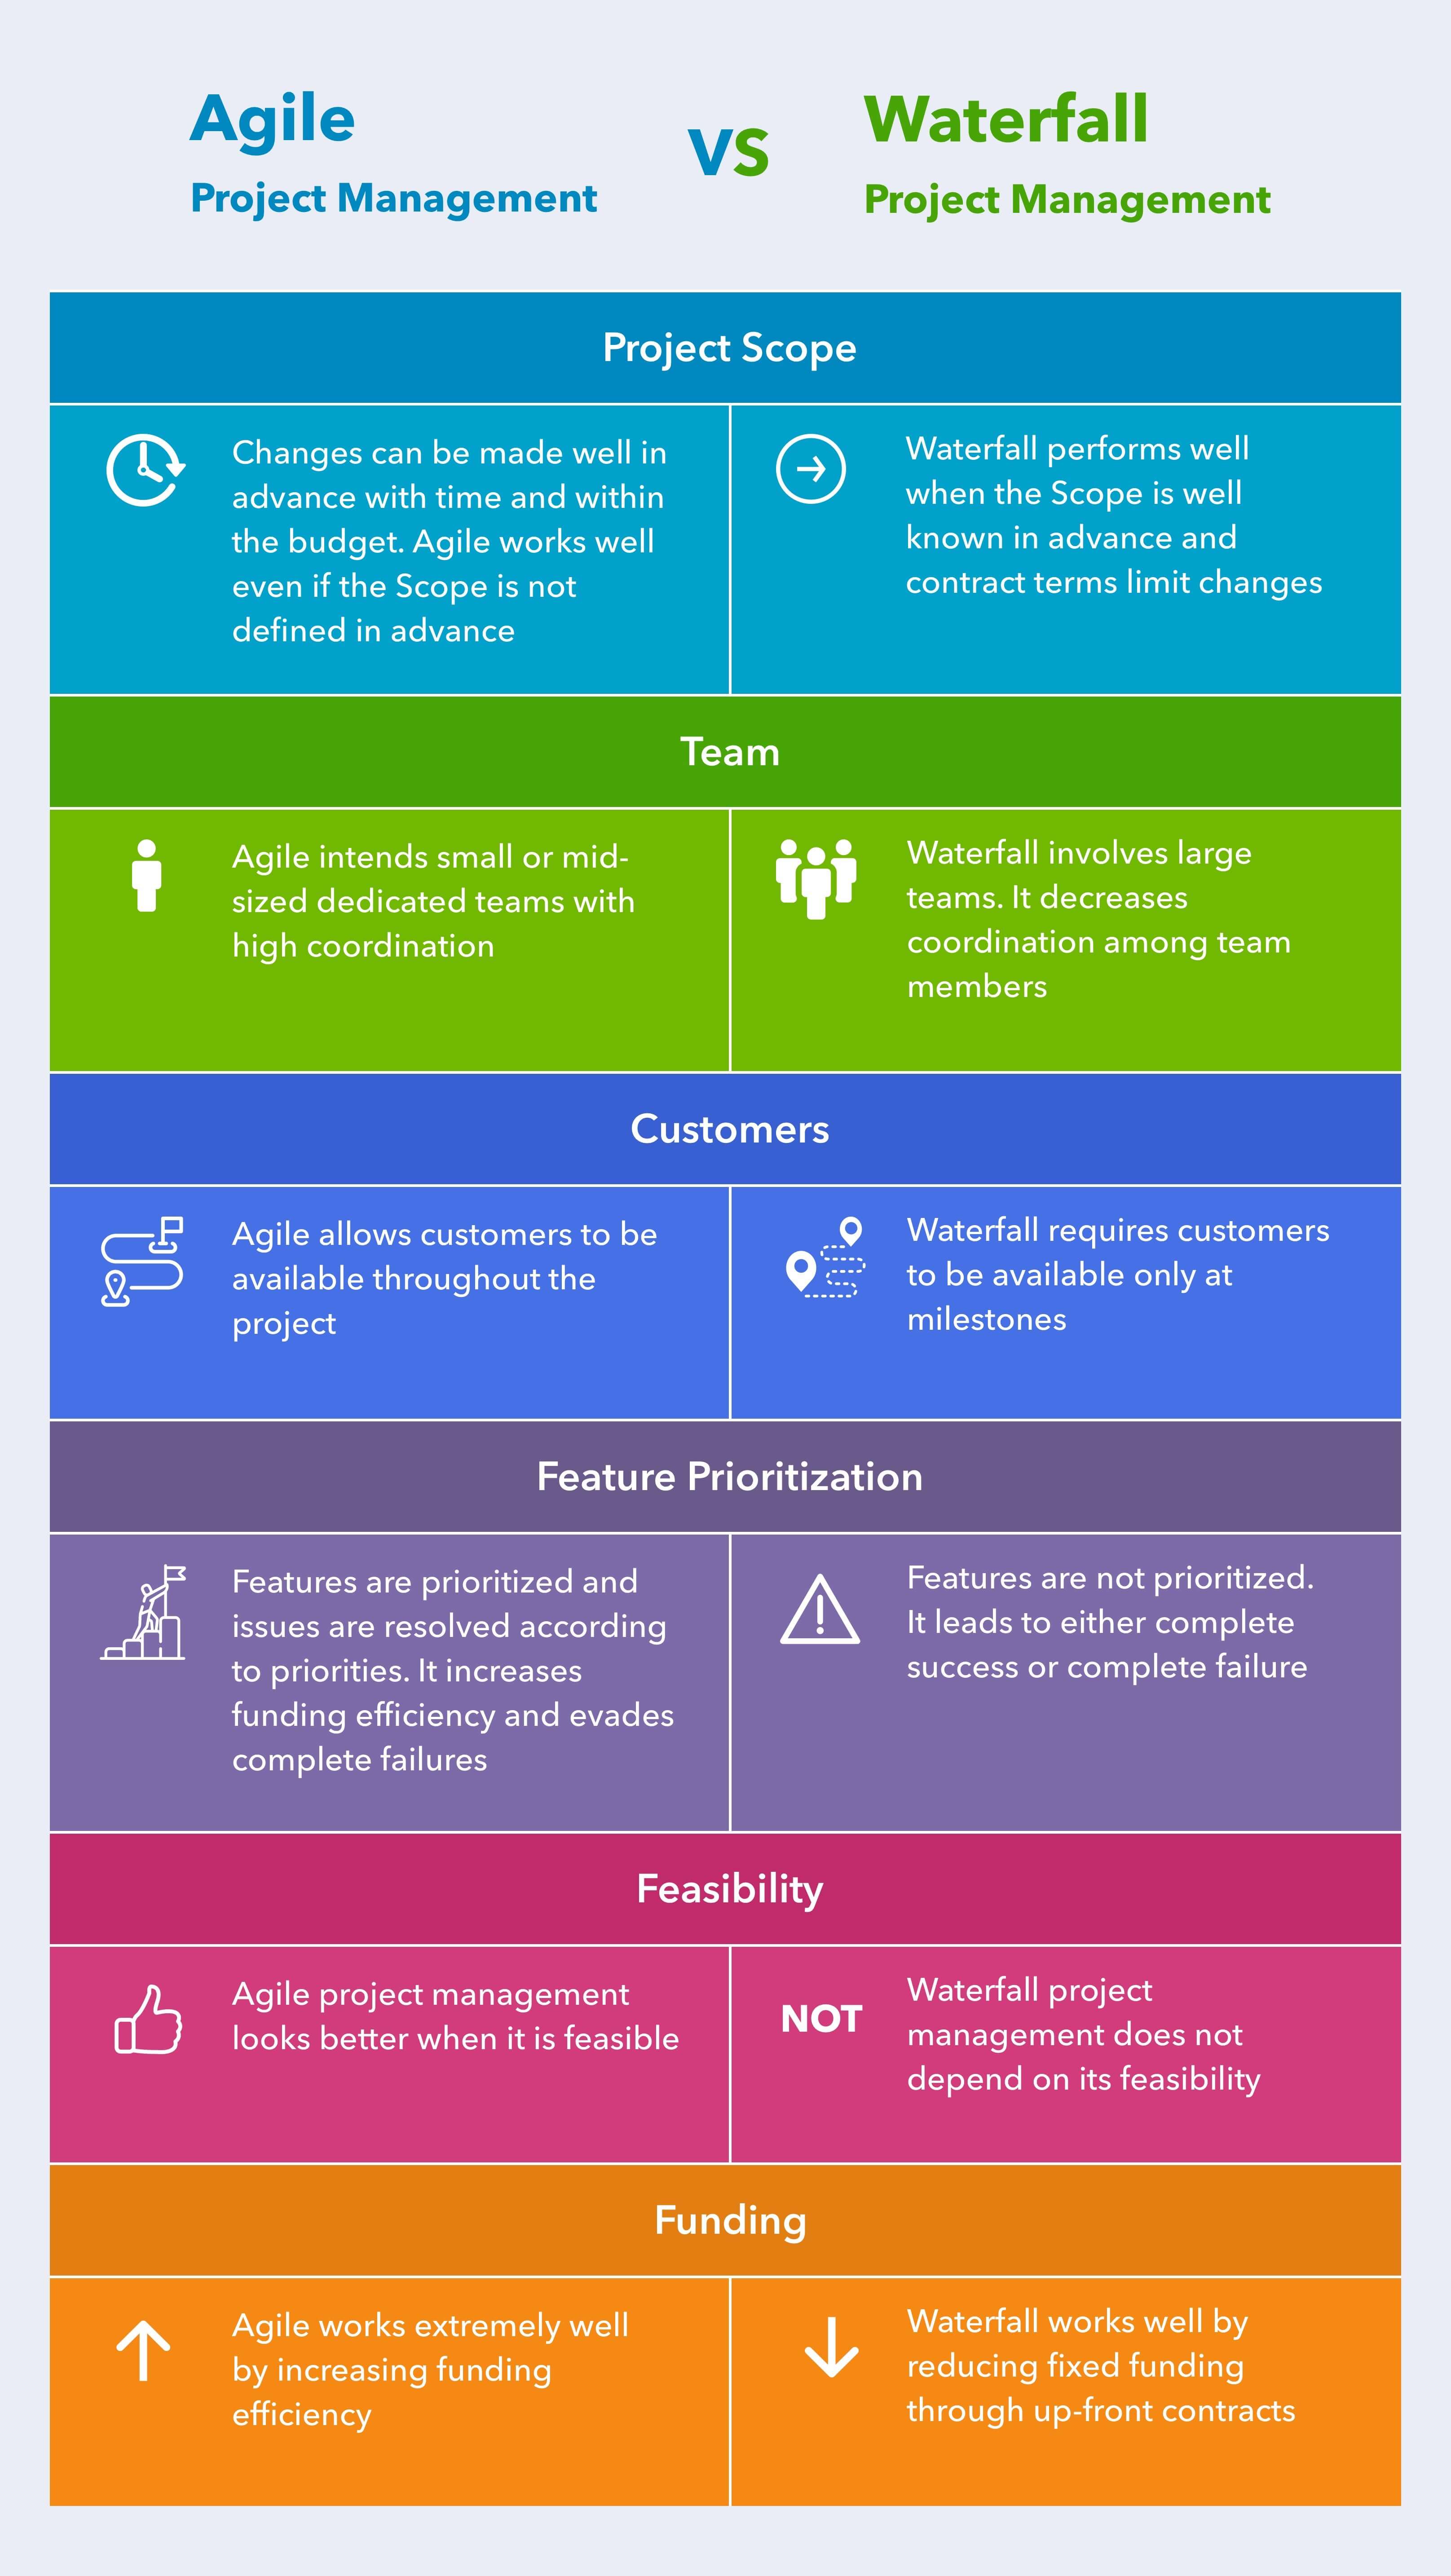 Agile
Project Management
VS
Waterfall
Project Management
Project Scope
Changes can be made well in
advance with time and within
the budget. Agile works well
even if the Scope is not
defined in advance
Waterfall performs well
when the Scope is well
known in advance and
contract terms limit changes
Team
Agile intends small or mid-
sized dedicated teams with
high coordination
Waterfall involves large
teams. It decreases
coordination among team
members
Customers
Agile allows customers to be
available throughout the
project
Waterfall requires customers
to be available only at
milestones
Feature Prioritization
Features are prioritized and
issues are resolved according
to priorities. It increases
funding efficiency and evades
complete failures
Features are not prioritized.
It leads to either complete
success or complete failure
Feasibility
Agile project management
looks better when it is feasible
NOT
Waterfall project
management does not
depend on its feasibility
Funding
Agile works extremely well
by increasing funding
efficiency
Waterfall works well by
reducing fixed funding
through up-front contracts